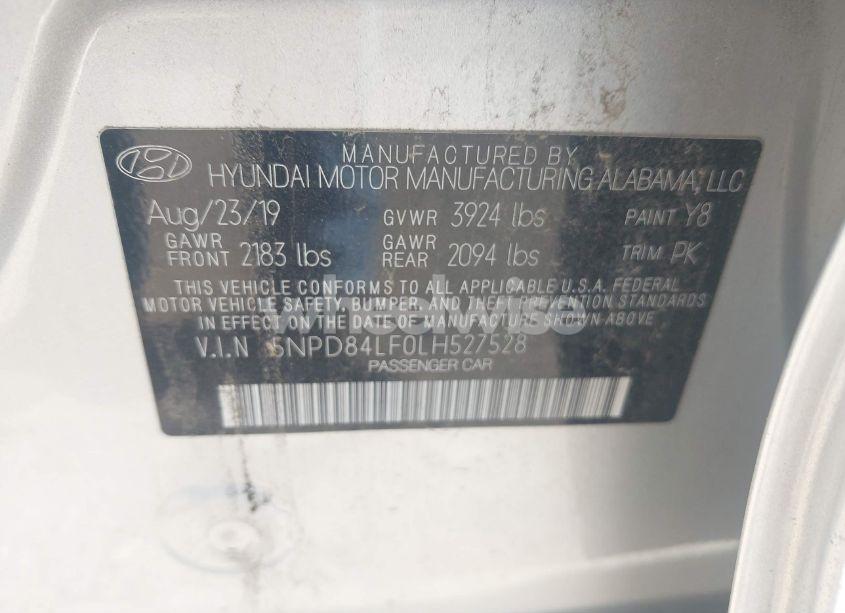 MANUFACTURED BY
HYUNDAI MOTOR MANUFACTURING ALABAMA, LLC
Aug/23/19 GVWR 3924 lbs PAINT Y8
GAWR FRONT 2183 lbs GAWR REAR 2094 lbs TRIM PK
THIS VEHICLE CONFORMS TO ALL APPLICABLE U.S.A. FEDERAL
MOTOR VEHICLE SAFETY, BUMPER, AND THEFT PREVENTION STANDARDS
IN EFFECT ON THE DATE OF MANUFACTURE SHOWN ABOVE
wheelwise
V.I.N 5NPD84LF0LH527528
PASSENGER CAR